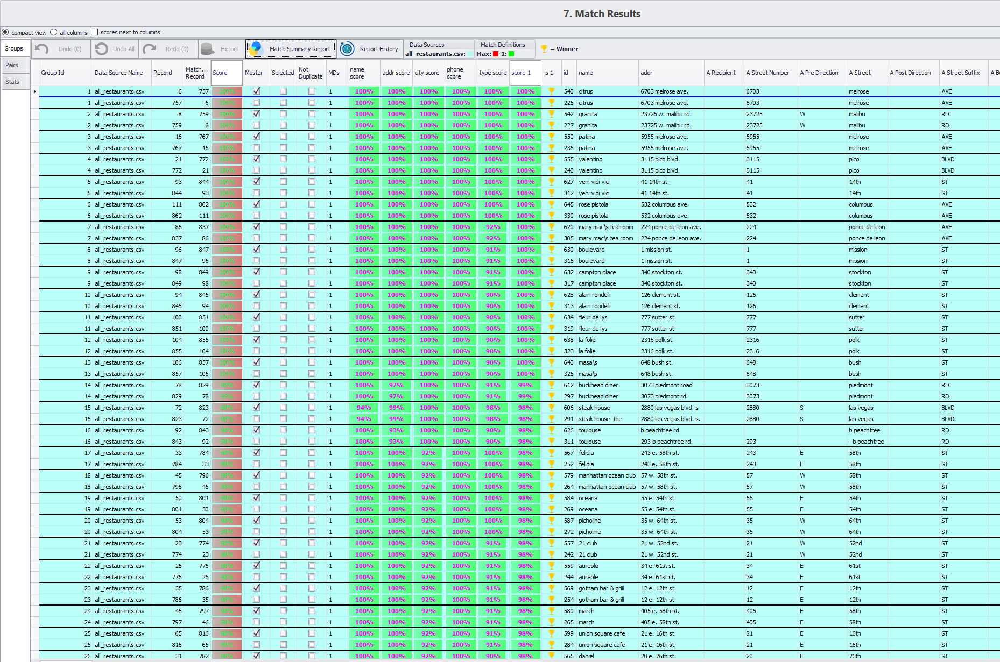 7. Match Results
compact view all columns scores next to columns
Groups Undo (0) Undo All Redo (0) Export Match Summary Report Report History Data Sources all_restaurants.csv: Match Definitions Max: 1: = Winner
Pairs
Stats
Group Id Data Source Name Record Match... Record Score Master Selected Not Duplicate MDs name score addr score city score phone score type score score 1 s 1 id name addr A Recipient A Street Number A Pre Direction A Street A Post Direction A Street Suffix A Bo
1 all_restaurants.csv 6 757 100% 1 100% 100% 100% 100% 100% 100% 540 citrus 6703 melrose ave. 6703 melrose AVE
1 all_restaurants.csv 757 6 100% 1 100% 100% 100% 100% 100% 100% 225 citrus 6703 melrose ave. 6703 melrose AVE
2 all_restaurants.csv 8 759 100% 1 100% 100% 100% 100% 100% 100% 542 granita 23725 w. malibu rd. 23725 W malibu RD
2 all_restaurants.csv 759 8 100% 1 100% 100% 100% 100% 100% 100% 227 granita 23725 w. malibu rd. 23725 W malibu RD
3 all_restaurants.csv 16 767 100% 1 100% 100% 100% 100% 100% 100% 550 patina 5955 melrose ave. 5955 melrose AVE
3 all_restaurants.csv 767 16 100% 1 100% 100% 100% 100% 100% 100% 235 patina 5955 melrose ave. 5955 melrose AVE
4 all_restaurants.csv 21 772 100% 1 100% 100% 100% 100% 100% 100% 555 valentino 3115 pico blvd. 3115 pico BLVD
4 all_restaurants.csv 772 21 100% 1 100% 100% 100% 100% 100% 100% 240 valentino 3115 pico blvd. 3115 pico BLVD
5 all_restaurants.csv 93 844 100% 1 100% 100% 100% 100% 100% 100% 627 veni vidi vici 41 14th st. 41 14th ST
5 all_restaurants.csv 844 93 100% 1 100% 100% 100% 100% 100% 100% 312 veni vidi vici 41 14th st. 41 14th ST
6 all_restaurants.csv 111 862 100% 1 100% 100% 100% 100% 100% 100% 645 rose pistola 532 columbus ave. 532 columbus AVE
6 all_restaurants.csv 862 111 100% 1 100% 100% 100% 100% 100% 100% 330 rose pistola 532 columbus ave. 532 columbus AVE
7 all_restaurants.csv 86 837 100% 1 100% 100% 100% 100% 92% 100% 620 mary mac\s tea room 224 ponce de leon ave. 224 ponce de leon AVE
7 all_restaurants.csv 837 86 100% 1 100% 100% 100% 100% 92% 100% 305 mary mac\s tea room 224 ponce de leon ave. 224 ponce de leon AVE
8 all_restaurants.csv 96 847 100% 1 100% 100% 100% 100% 91% 100% 630 boulevard 1 mission st. 1 mission ST
8 all_restaurants.csv 847 96 100% 1 100% 100% 100% 100% 91% 100% 315 boulevard 1 mission st. 1 mission ST
9 all_restaurants.csv 98 849 100% 1 100% 100% 100% 100% 91% 100% 632 campton place 340 stockton st. 340 stockton ST
9 all_restaurants.csv 849 98 100% 1 100% 100% 100% 100% 91% 100% 317 campton place 340 stockton st. 340 stockton ST
10 all_restaurants.csv 94 845 100% 1 100% 100% 100% 100% 90% 100% 628 alain rondelli 126 clement st. 126 clement ST
10 all_restaurants.csv 845 94 100% 1 100% 100% 100% 100% 90% 100% 313 alain rondelli 126 clement st. 126 clement ST
11 all_restaurants.csv 100 851 100% 1 100% 100% 100% 100% 90% 100% 634 fleur de lys 777 sutter st. 777 sutter ST
11 all_restaurants.csv 851 100 100% 1 100% 100% 100% 100% 90% 100% 319 fleur de lys 777 sutter st. 777 sutter ST
12 all_restaurants.csv 104 855 100% 1 100% 100% 100% 100% 90% 100% 638 la folie 2316 polk st. 2316 polk ST
12 all_restaurants.csv 855 104 100% 1 100% 100% 100% 100% 90% 100% 323 la folie 2316 polk st. 2316 polk ST
13 all_restaurants.csv 106 857 100% 1 100% 100% 100% 100% 90% 100% 640 masa\s 648 bush st. 648 bush ST
13 all_restaurants.csv 857 106 100% 1 100% 100% 100% 100% 90% 100% 325 masa\s 648 bush st. 648 bush ST
14 all_restaurants.csv 78 829 99% 1 100% 97% 100% 100% 91% 99% 612 buckhead diner 3073 piedmont road 3073 piedmont RD
14 all_restaurants.csv 829 78 99% 1 100% 97% 100% 100% 91% 99% 297 buckhead diner 3073 piedmont rd. 3073 piedmont RD
15 all_restaurants.csv 72 823 98% 1 94% 99% 100% 100% 98% 98% 606 steak house 2880 las vegas blvd. s 2880 S las vegas BLVD
15 all_restaurants.csv 823 72 98% 1 94% 99% 100% 100% 98% 98% 291 steak house the 2880 las vegas blvd. s. 2880 S las vegas BLVD
16 all_restaurants.csv 92 843 98% 1 100% 93% 100% 100% 90% 98% 626 toulouse b peachtree rd. b peachtree RD
16 all_restaurants.csv 843 92 98% 1 100% 93% 100% 100% 90% 98% 311 toulouse 293-b peachtree rd. 293 - b peachtree RD
17 all_restaurants.csv 33 784 98% 1 100% 100% 92% 100% 100% 98% 567 felidia 243 e. 58th st. 243 E 58th ST
17 all_restaurants.csv 784 33 98% 1 100% 100% 92% 100% 100% 98% 252 felidia 243 e. 58th st. 243 E 58th ST
18 all_restaurants.csv 45 796 98% 1 100% 100% 92% 100% 100% 98% 579 manhattan ocean club 57 w. 58th st. 57 W 58th ST
18 all_restaurants.csv 796 45 98% 1 100% 100% 92% 100% 100% 98% 264 manhattan ocean club 57 w. 58th st. 57 W 58th ST
19 all_restaurants.csv 50 801 98% 1 100% 100% 92% 100% 100% 98% 584 oceana 55 e. 54th st. 55 E 54th ST
19 all_restaurants.csv 801 50 98% 1 100% 100% 92% 100% 100% 98% 269 oceana 55 e. 54th st. 55 E 54th ST
20 all_restaurants.csv 53 804 98% 1 100% 100% 92% 100% 100% 98% 587 picholine 35 w. 64th st. 35 W 64th ST
20 all_restaurants.csv 804 53 98% 1 100% 100% 92% 100% 100% 98% 272 picholine 35 w. 64th st. 35 W 64th ST
21 all_restaurants.csv 23 774 98% 1 100% 100% 92% 100% 91% 98% 557 21 club 21 w. 52nd st. 21 W 52nd ST
21 all_restaurants.csv 774 23 98% 1 100% 100% 92% 100% 91% 98% 242 21 club 21 w. 52nd st. 21 W 52nd ST
22 all_restaurants.csv 25 776 98% 1 100% 100% 92% 100% 91% 98% 559 aureole 34 e. 61st st. 34 E 61st ST
22 all_restaurants.csv 776 25 98% 1 100% 100% 92% 100% 91% 98% 244 aureole 34 e. 61st st. 34 E 61st ST
23 all_restaurants.csv 35 786 98% 1 100% 100% 92% 100% 91% 98% 569 gotham bar & grill 12 e. 12th st. 12 E 12th ST
23 all_restaurants.csv 786 35 98% 1 100% 100% 92% 100% 91% 98% 254 gotham bar & grill 12 e. 12th st. 12 E 12th ST
24 all_restaurants.csv 46 797 98% 1 100% 100% 92% 100% 91% 98% 580 march 405 e. 58th st. 405 E 58th ST
24 all_restaurants.csv 797 46 98% 1 100% 100% 92% 100% 91% 98% 265 march 405 e. 58th st. 405 E 58th ST
25 all_restaurants.csv 65 816 98% 1 100% 100% 92% 100% 91% 98% 599 union square cafe 21 e. 16th st. 21 E 16th ST
25 all_restaurants.csv 816 65 98% 1 100% 100% 92% 100% 91% 98% 284 union square cafe 21 e. 16th st. 21 E 16th ST
26 all_restaurants.csv 31 782 98% 1 100% 100% 92% 100% 90% 98% 565 daniel 20 e. 76th st. 20 E 76th ST